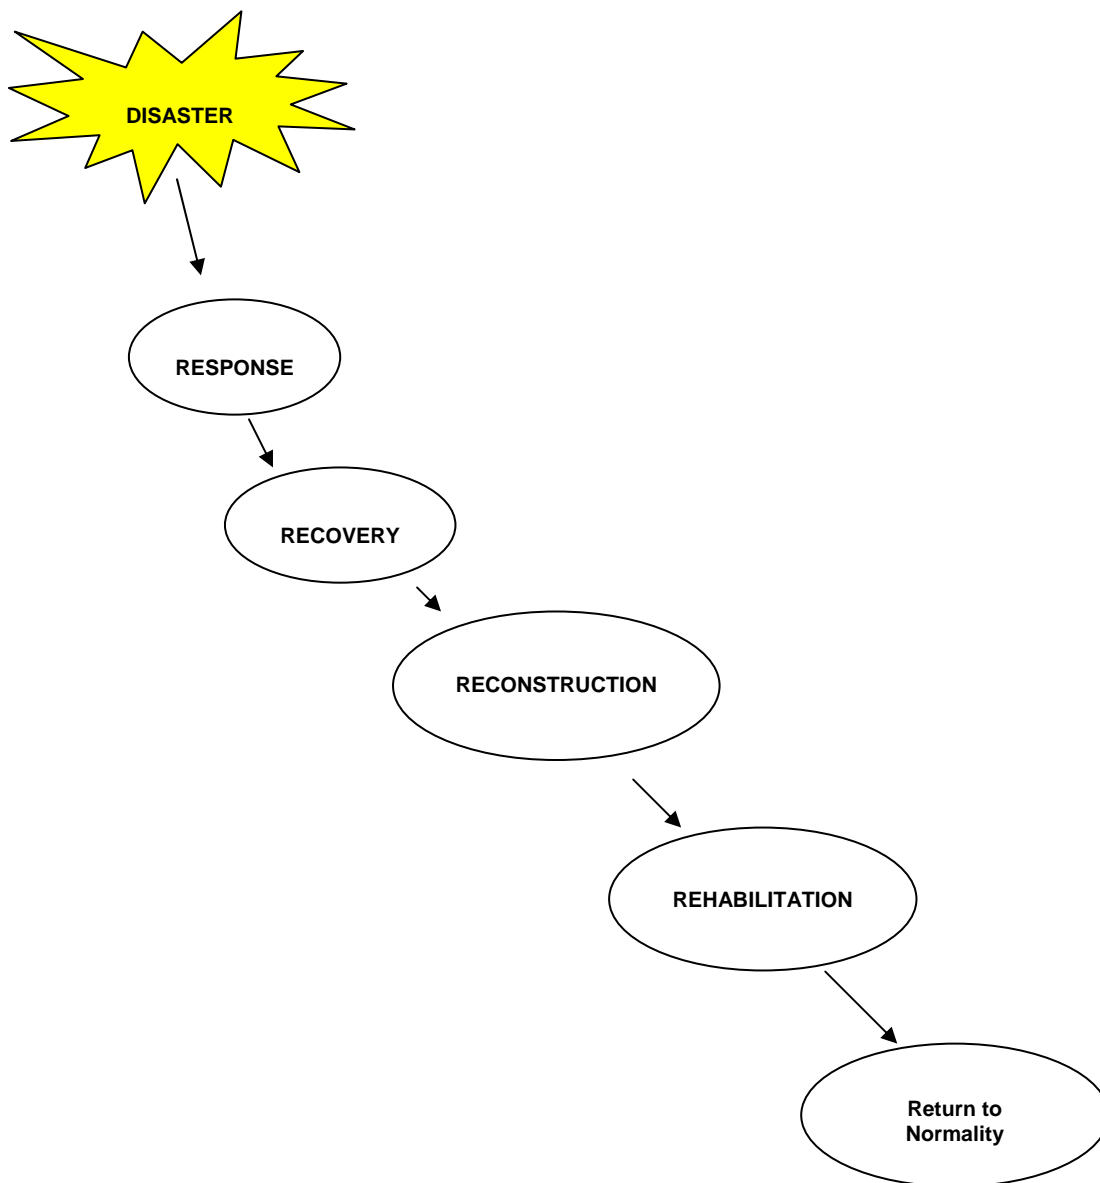 DISASTER
RESPONSE
RECOVERY
RECONSTRUCTION
REHABILITATION
Return to
Normality